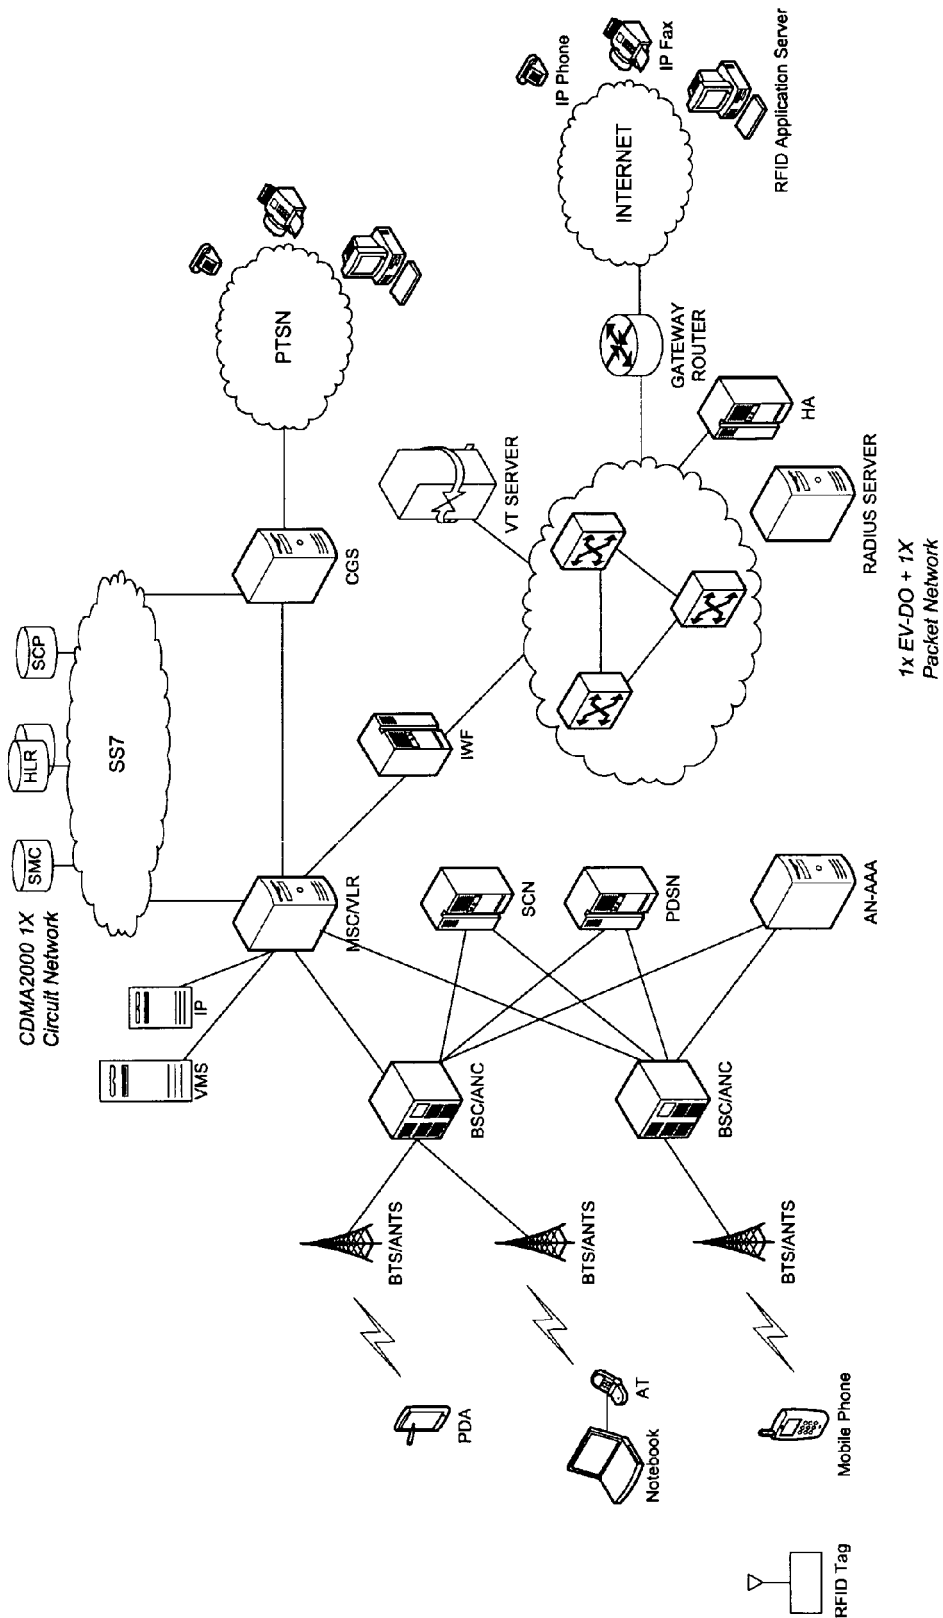 CDMA2000 1X
Circuit Network
SMC
HLR
SCP
SS7
VMS
IP
MSC/VLR
CGS
PTSN
IWF
VT SERVER
BTS/ANTS
BSC/ANC
SCN
PDA
BTS/ANTS
PDSN
AT
Notebook
BTS/ANTS
BSC/ANC
AN-AAA
Mobile Phone
RFID Tag
GATEWAY
ROUTER
INTERNET
IP Phone
IP Fax
RFID Application Server
HA
RADIUS SERVER
1x EV-DO + 1X
Packet Network